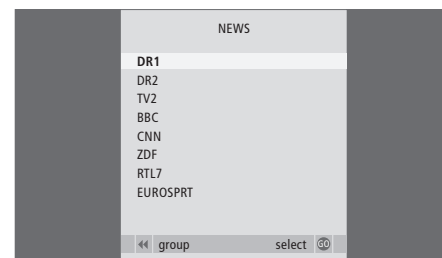 NEWS
DR1
DR2
TV2
BBC
CNN
ZDF
RTL7
EUROSPRT
group select GO